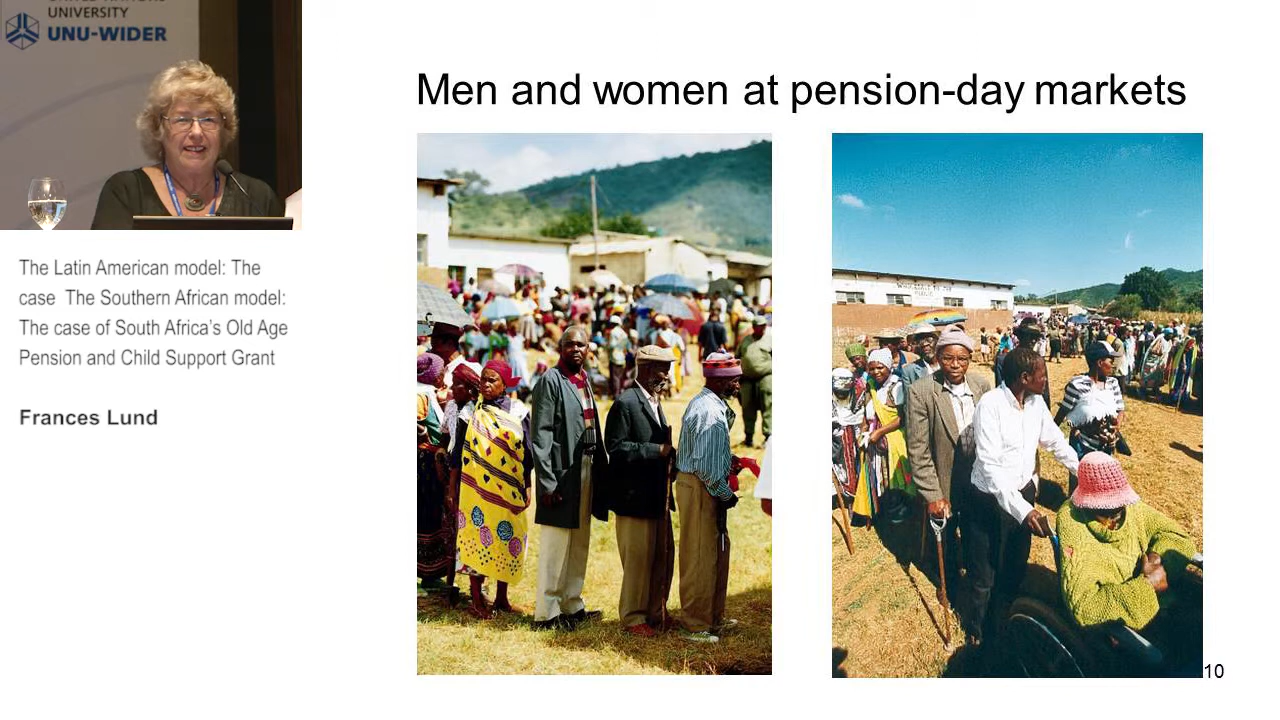 UNIVERSITY
UNU-WIDER
The Latin American model: The
case  The Southern African model:
The case of South Africa's Old Age
Pension and Child Support Grant
Frances Lund
Men and women at pension-day markets
10